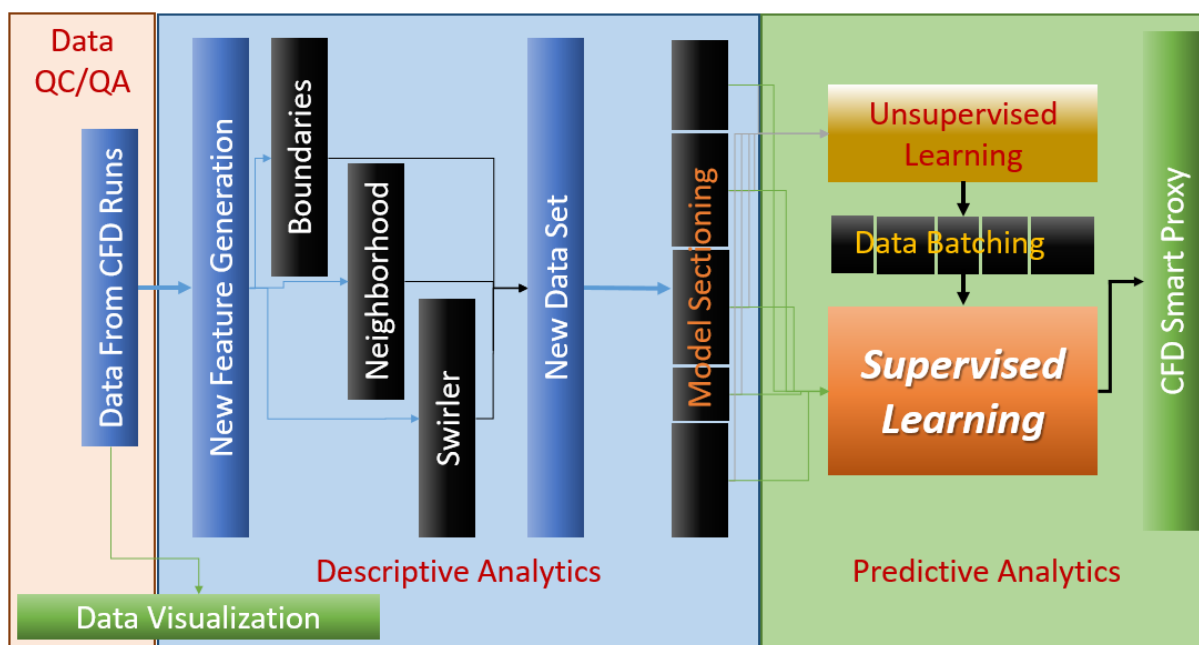 Data
QC/QA
Data From CFD Runs
New Feature Generation
Boundaries
Neighborhood
Swirler
New Data Set
Model Sectioning
Unsupervised
Learning
Data Batching
Supervised
Learning
CFD Smart Proxy
Descriptive Analytics
Predictive Analytics
Data Visualization